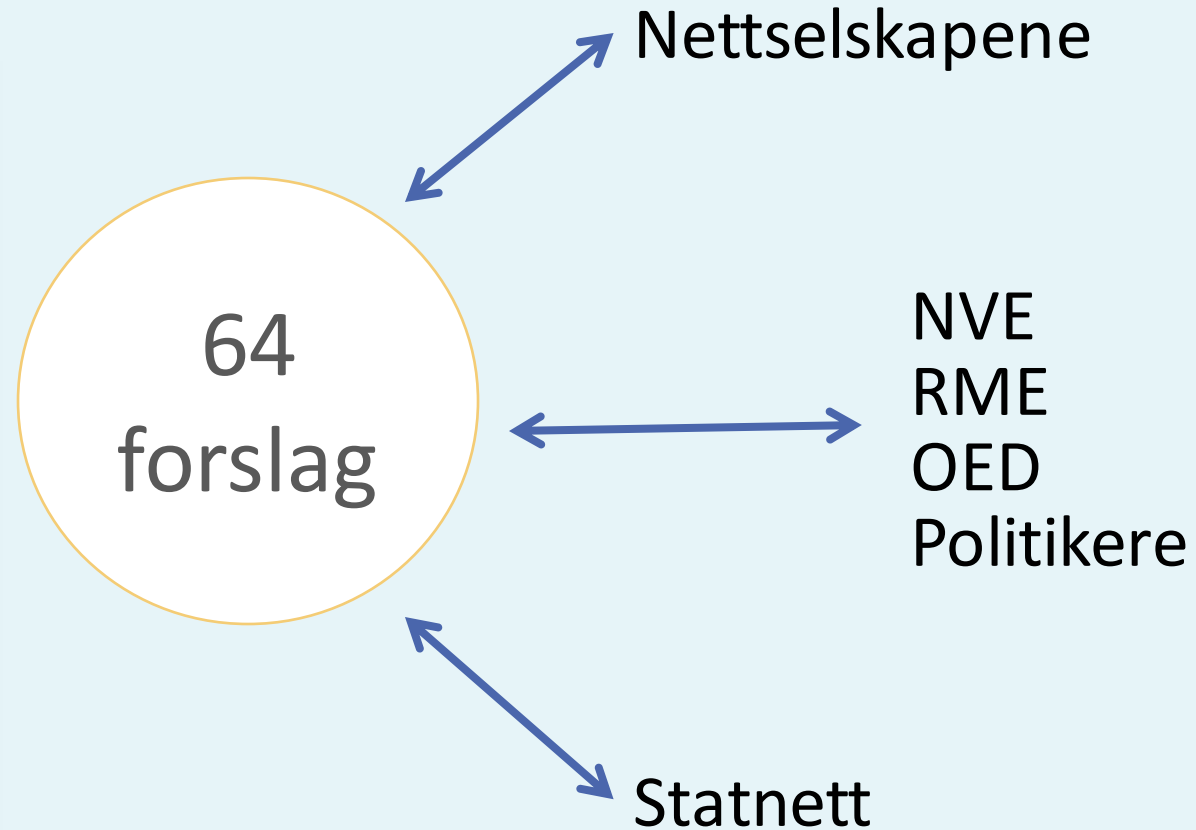 Nettselskapene
64
forslag
NVE
RME
OED
Politikere
Statnett